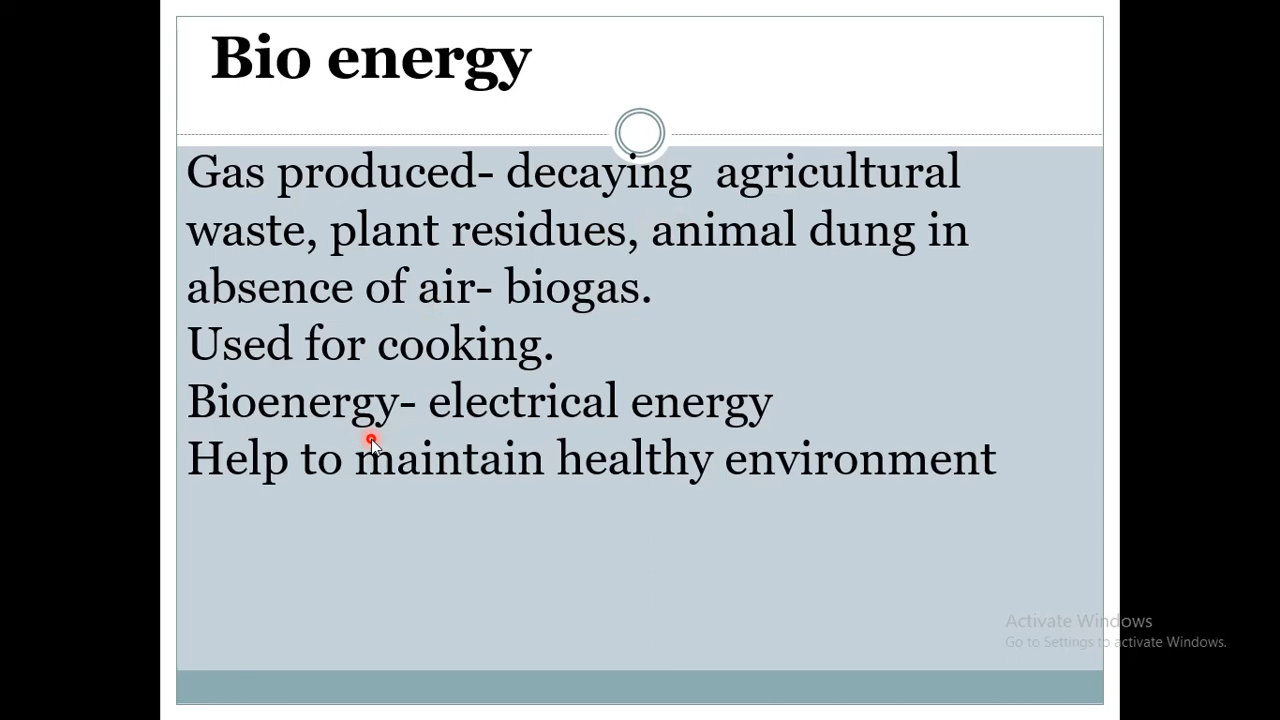 Bio energy
Gas produced- decaying  agricultural
waste, plant residues, animal dung in
absence of air- biogas.
Used for cooking.
Bioenergy- electrical energy
Help to maintain healthy environment
Activate Windows
Go to Settings to activate Windows.